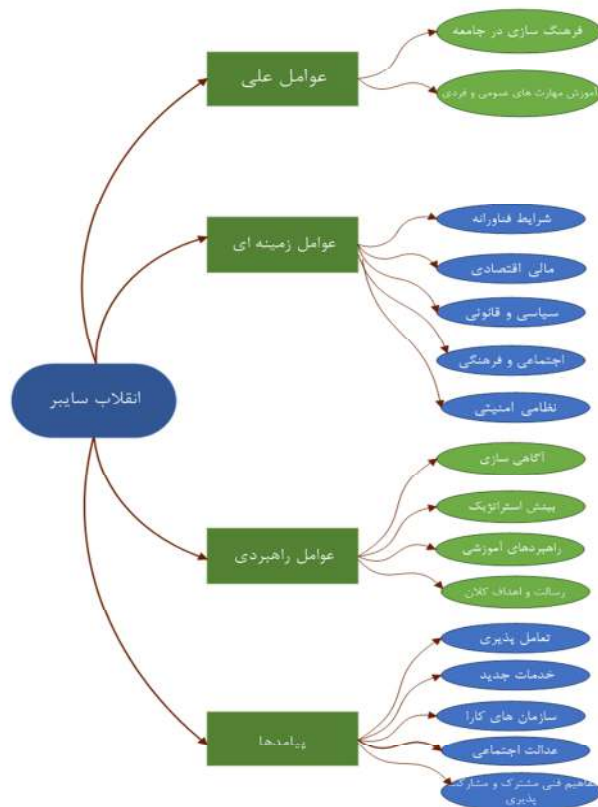 فرهنگ سازی در جامعه
عوامل علی
آموزش مهارت های عمومی و فردی
شرایط فناورانه
عوامل زمینه ای
مالی اقتصادی
سیاسی و قانونی
اجتماعی و فرهنگی
نظامی امنیتی
انقلاب سایبر
آگاهی سازی
بینش استراتژیک
عوامل راهبردی
راهبردهای آموزشی
رسالت و اهداف کلان
تعامل پذیری
خدمات جدید
سازمان های کارا
پیامدها
عدالت اجتماعی
مفاهیم فنی مشترک و مشارکت
پذیری